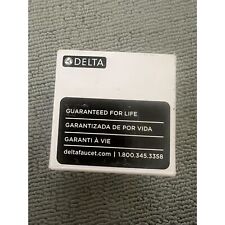 DELTA
GUARANTEED FOR LIFE
GARANTIZADA DE POR VIDA
GARANTI À VIE
deltafaucet.com | 1.800.345.3358